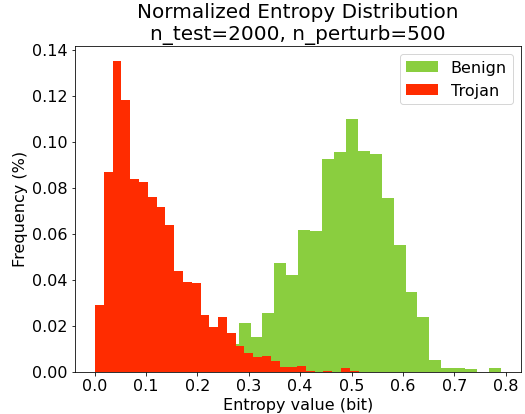 Normalized Entropy Distribution
n_test=2000, n_perturb=500
Benign
Trojan
Frequency (%)
0.14
0.12
0.10
0.08
0.06
0.04
0.02
0.00
0.0 0.1 0.2 0.3 0.4 0.5 0.6 0.7 0.8
Entropy value (bit)